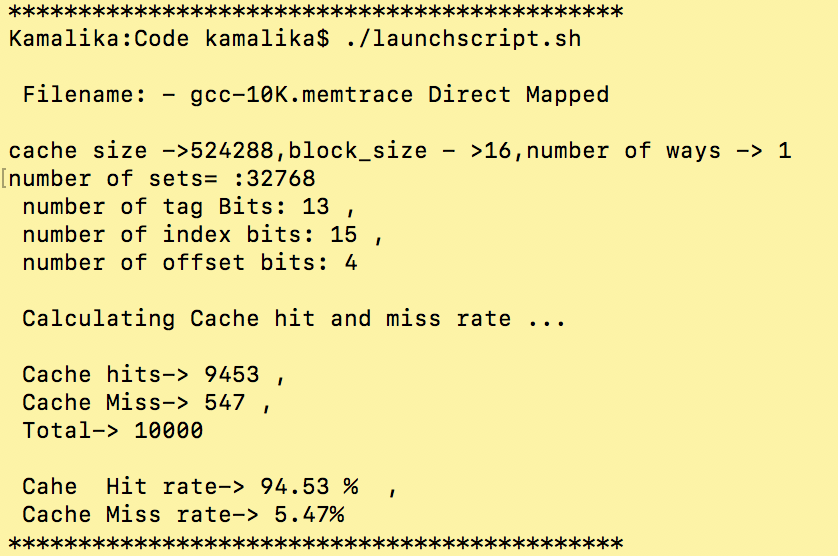 ********************************************
Kamalika:Code kamalika$ ./launchscript.sh
Filename: - gcc-10K.memtrace Direct Mapped
cache size ->524288,block_size - >16,number of ways -> 1
[number of sets= :32768
number of tag Bits: 13 ,
number of index bits: 15 ,
number of offset bits: 4
Calculating Cache hit and miss rate ...
Cache hits-> 9453 ,
Cache Miss-> 547 ,
Total-> 10000
Cahe  Hit rate-> 94.53 %  ,
Cache Miss rate-> 5.47%
********************************************